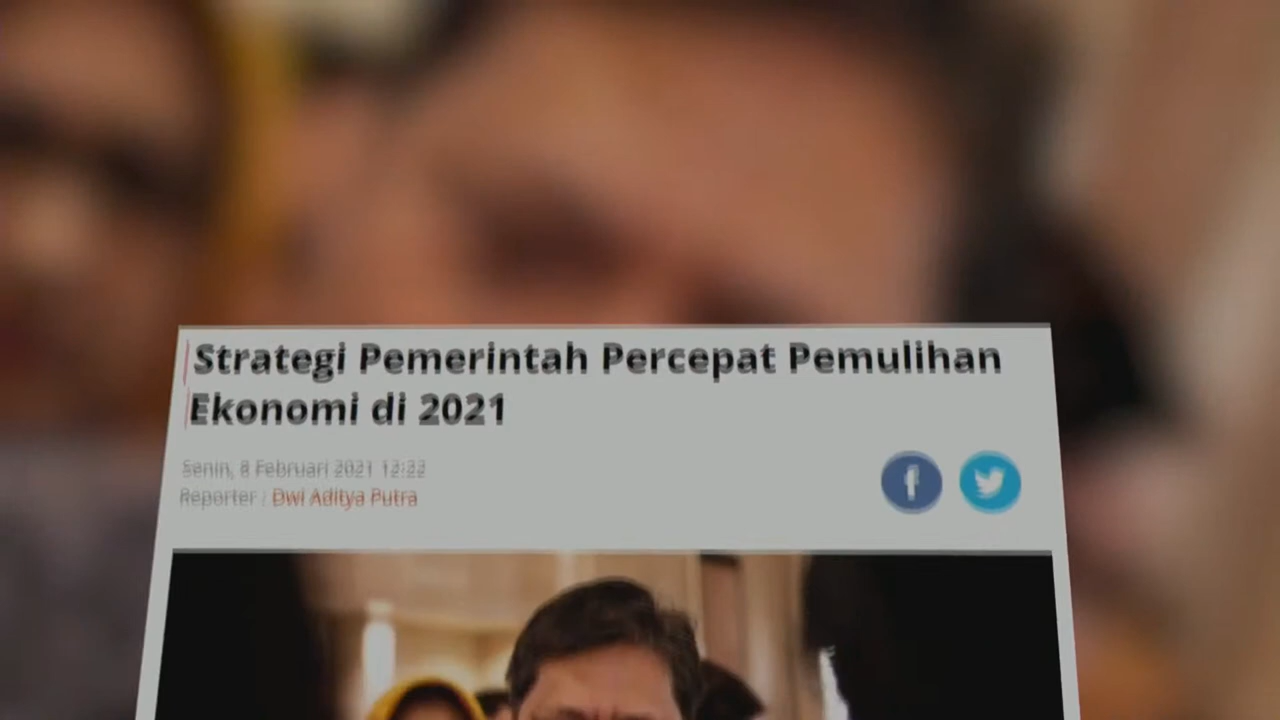 Strategi Pemerintah Percepat Pemulihan
Ekonomi di 2021
Senin, 8 Februari 2021 12:22
Reporter : Dwi Aditya Putra